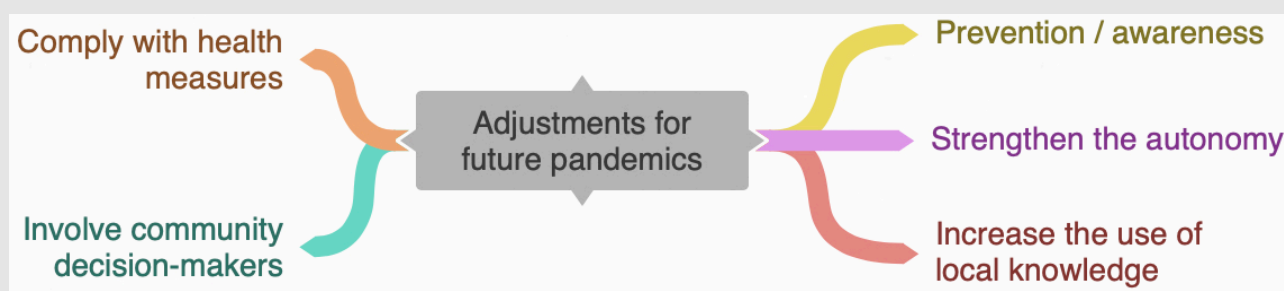 Comply with health
measures
Involve community
decision-makers
Adjustments for
future pandemics
Prevention / awareness
Strengthen the autonomy
Increase the use of
local knowledge